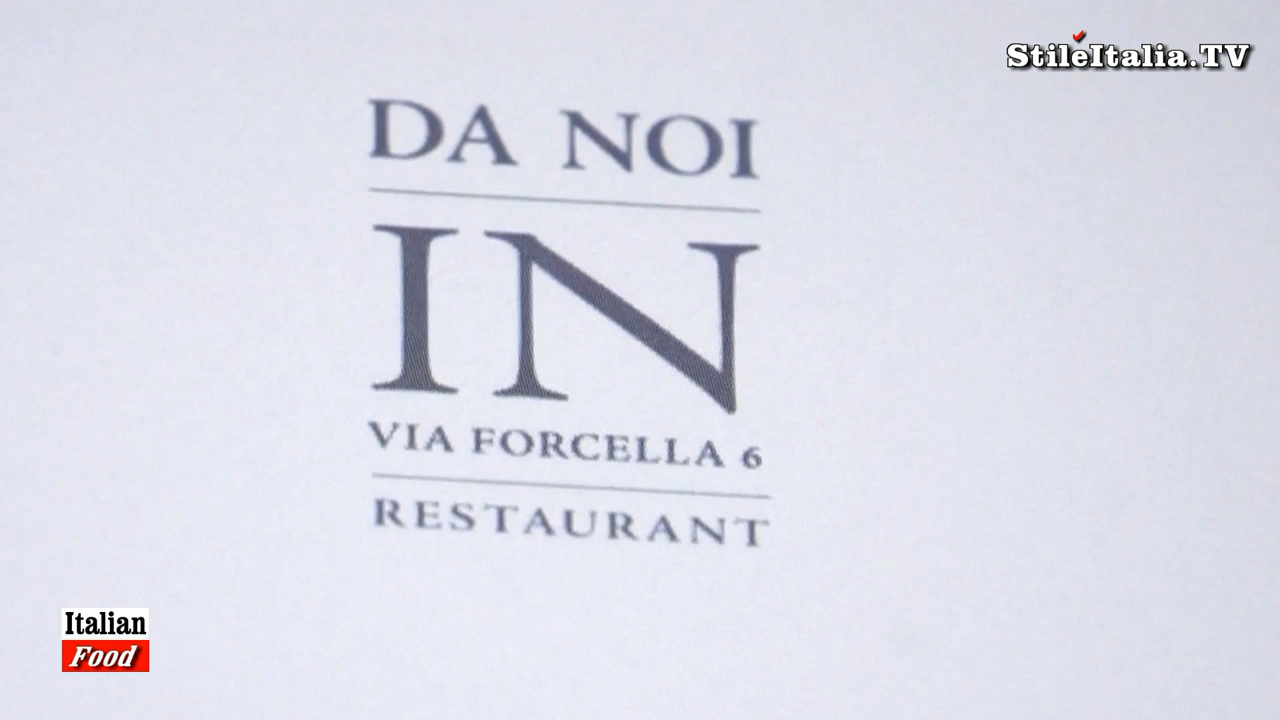 StileItalia.TV
DA NOI
IN
VIA FORCELLA 6
RESTAURANT
Italian
Food